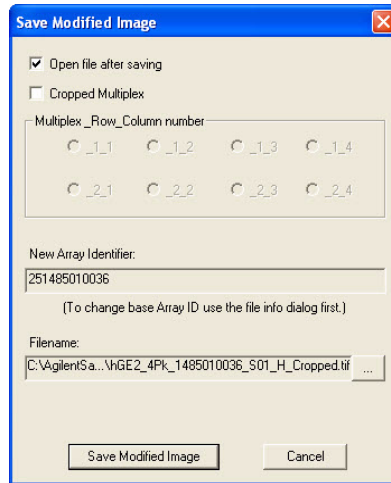 Save Modified Image
Open file after saving
Cropped Multiplex
Multiplex _Row_Column number
_1_1 _1_2 _1_3 _1_4
_2_1 _2_2 _2_3 _2_4
New Array Identifier:
251485010036
(To change base Array ID use the file info dialog first.)
Filename:
C:\AgilentSa...\hGE2_4Pk_1485010036_S01_H_Cropped.tif ...
Save Modified Image Cancel